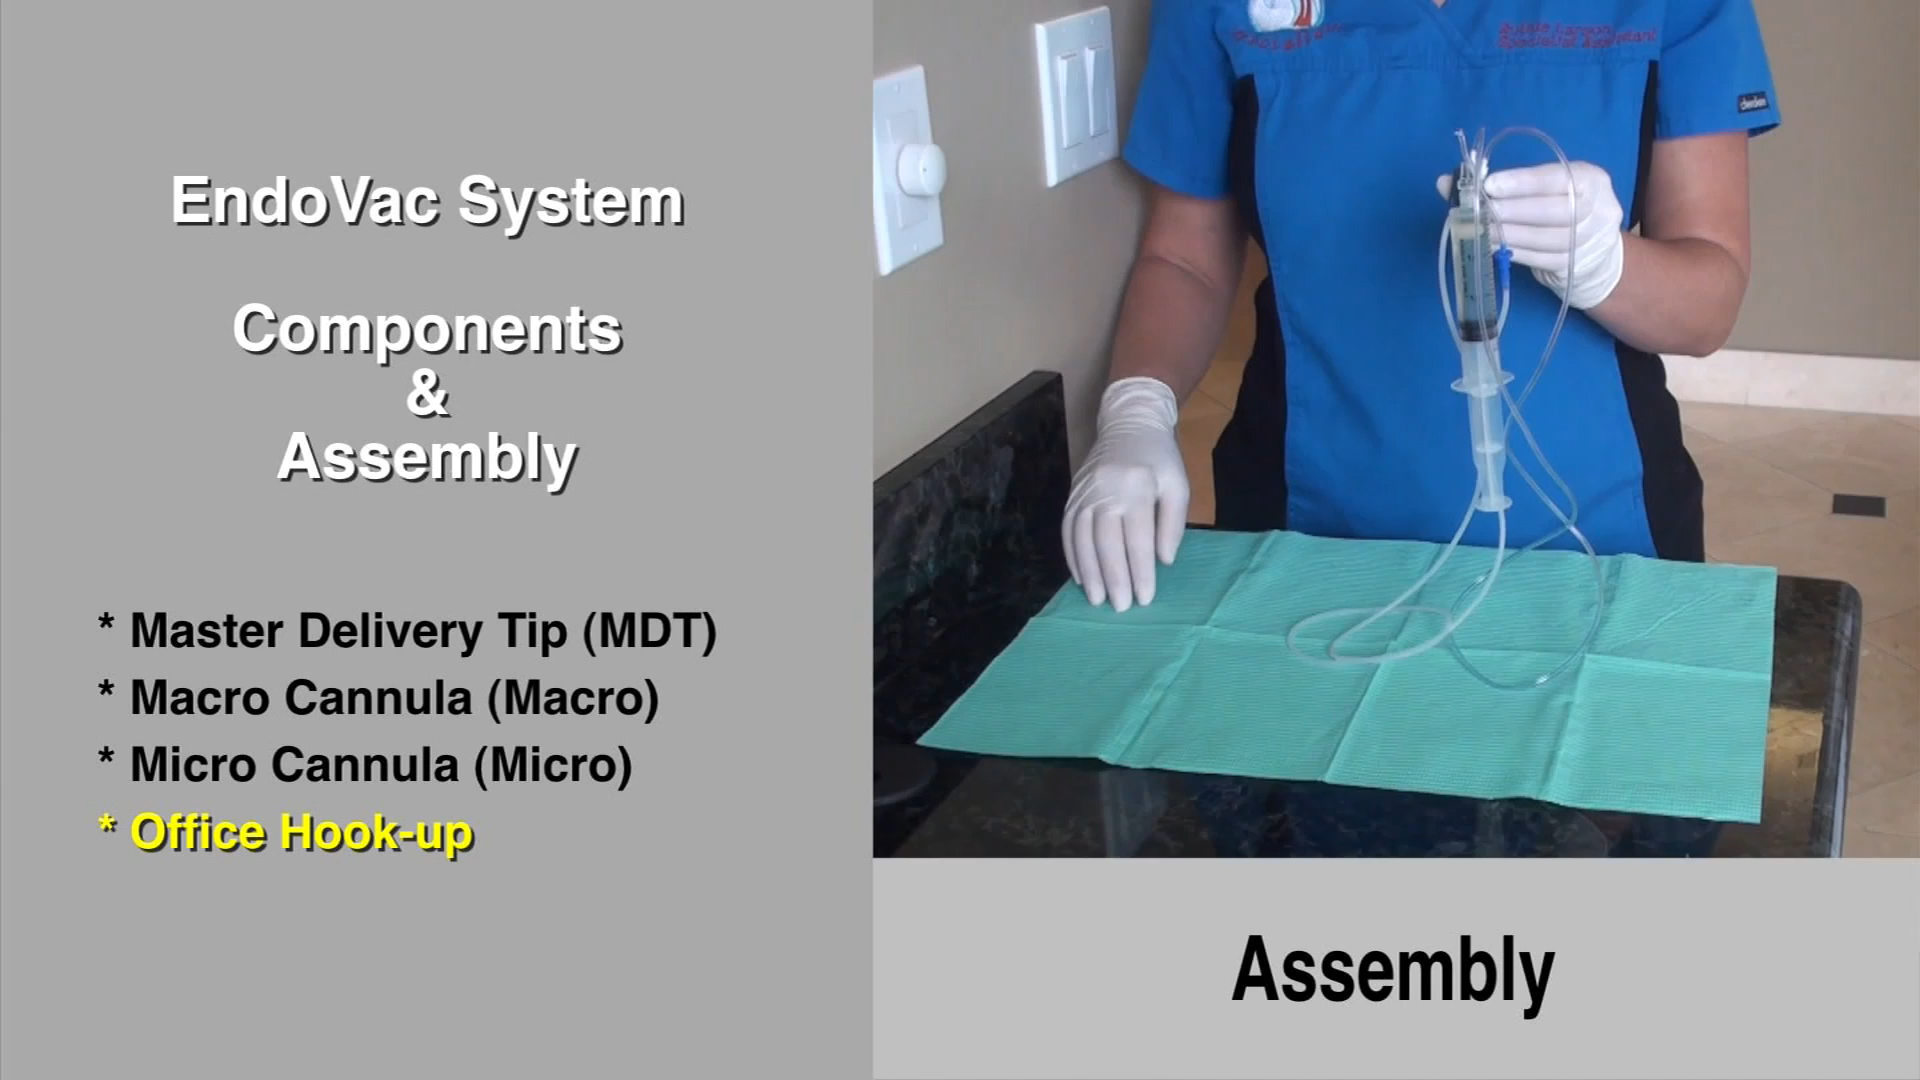 EndoVac System
Components
&
Assembly
* Master Delivery Tip (MDT)
* Macro Cannula (Macro)
* Micro Cannula (Micro)
* Office Hook-up
Assembly